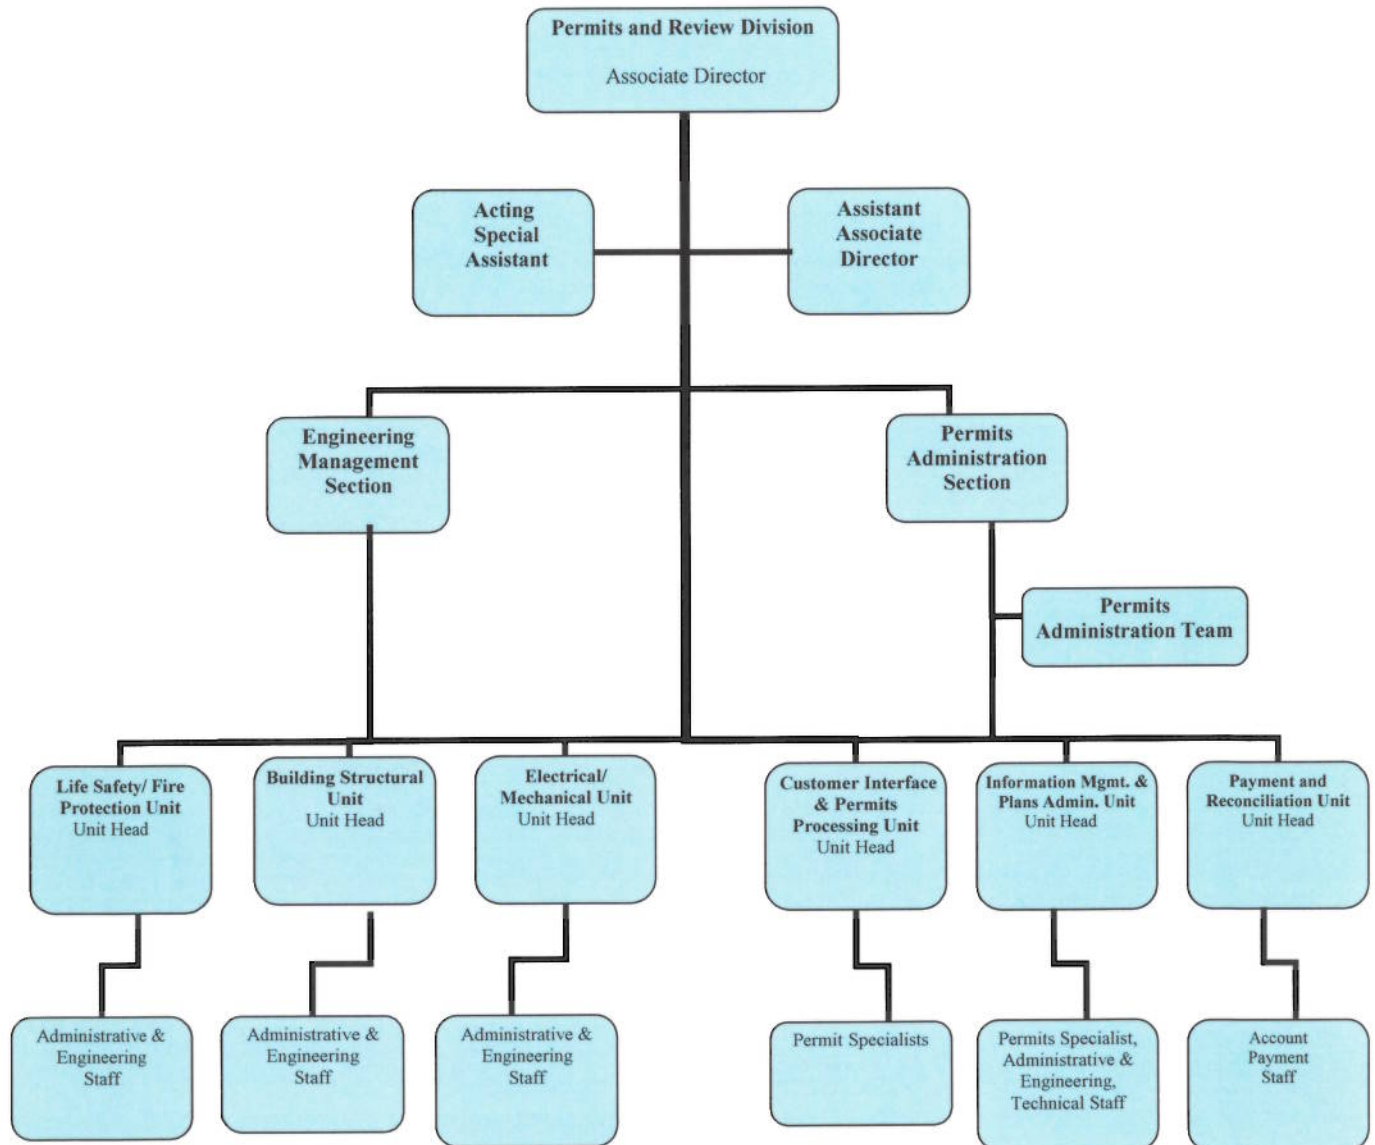 Permits and Review Division
Associate Director
Acting
Special
Assistant
Assistant
Associate
Director
Engineering
Management
Section
Permits
Administration
Section
Permits
Administration Team
Life Safety/ Fire
Protection Unit
Unit Head
Building Structural
Unit
Unit Head
Electrical/
Mechanical Unit
Unit Head
Customer Interface
& Permits
Processing Unit
Unit Head
Information Mgmt. &
Plans Admin. Unit
Unit Head
Payment and
Reconciliation Unit
Unit Head
Administrative &
Engineering
Staff
Administrative &
Engineering
Staff
Administrative &
Engineering
Staff
Permit Specialists
Permits Specialist,
Administrative &
Engineering,
Technical Staff
Account
Payment
Staff